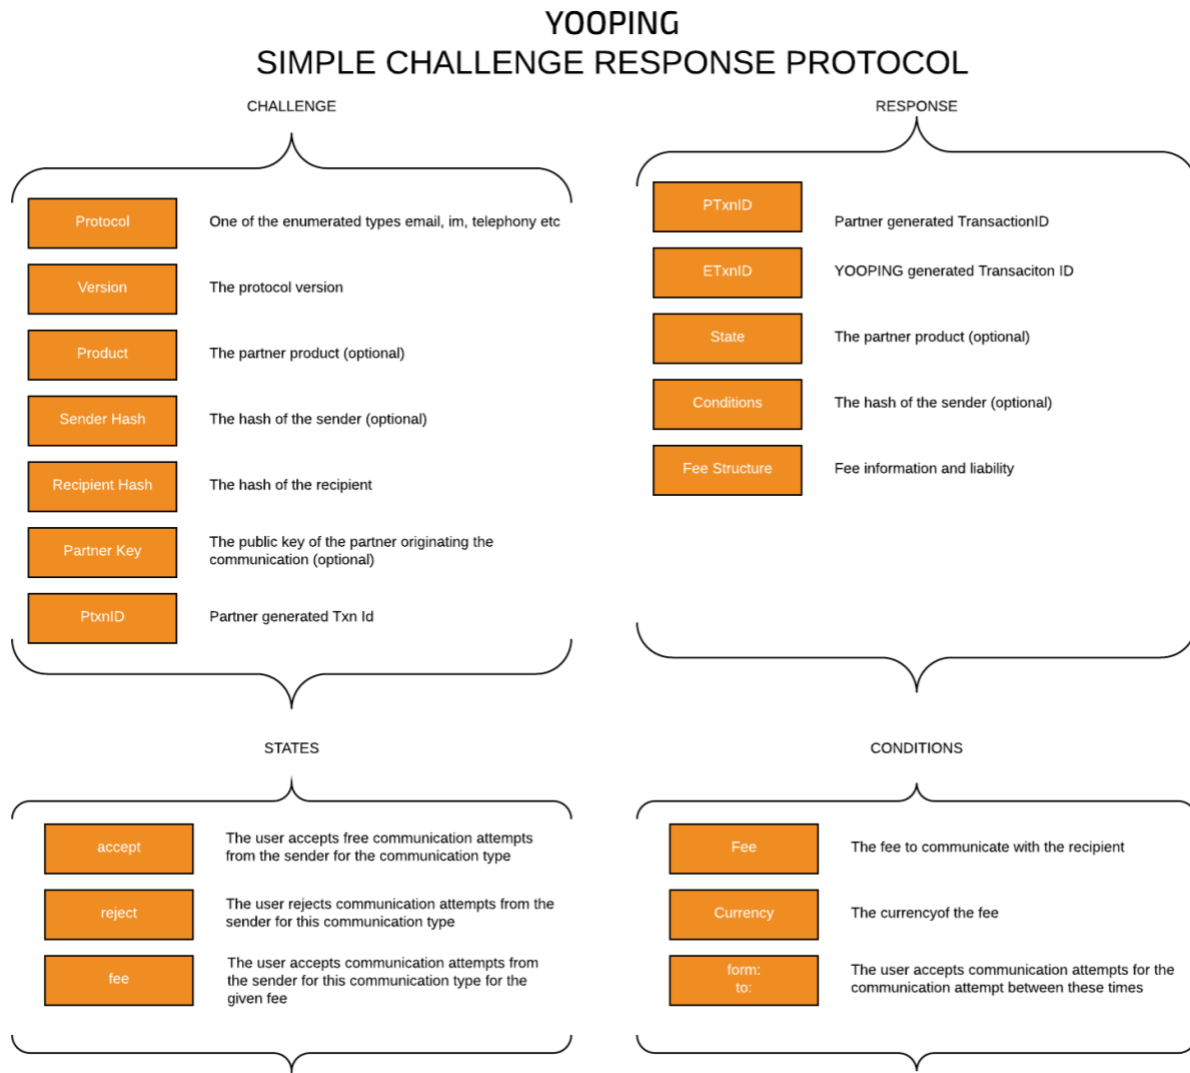 YOOPING
SIMPLE CHALLENGE RESPONSE PROTOCOL
CHALLENGE
Protocol
One of the enumerated types email, im, telephony etc
Version
The protocol version
Product
The partner product (optional)
Sender Hash
The hash of the sender (optional)
Recipient Hash
The hash of the recipient
Partner Key
The public key of the partner originating the
communication (optional)
PtxnID
Partner generated Txn Id
RESPONSE
PTxnID
Partner generated TransactionID
ETxnID
YOOPING generated Transaciton ID
State
The partner product (optional)
Conditions
The hash of the sender (optional)
Fee Structure
Fee information and liability
STATES
accept
The user accepts free communication attempts
from the sender for the communication type
reject
The user rejects communication attempts from the
sender for this communication type
fee
The user accepts communication attempts from
the sender for this communication type for the
given fee
CONDITIONS
Fee
The fee to communicate with the recipient
Currency
The currencyof the fee
form:
to:
The user accepts communication attempts for the
communication attempt between these times